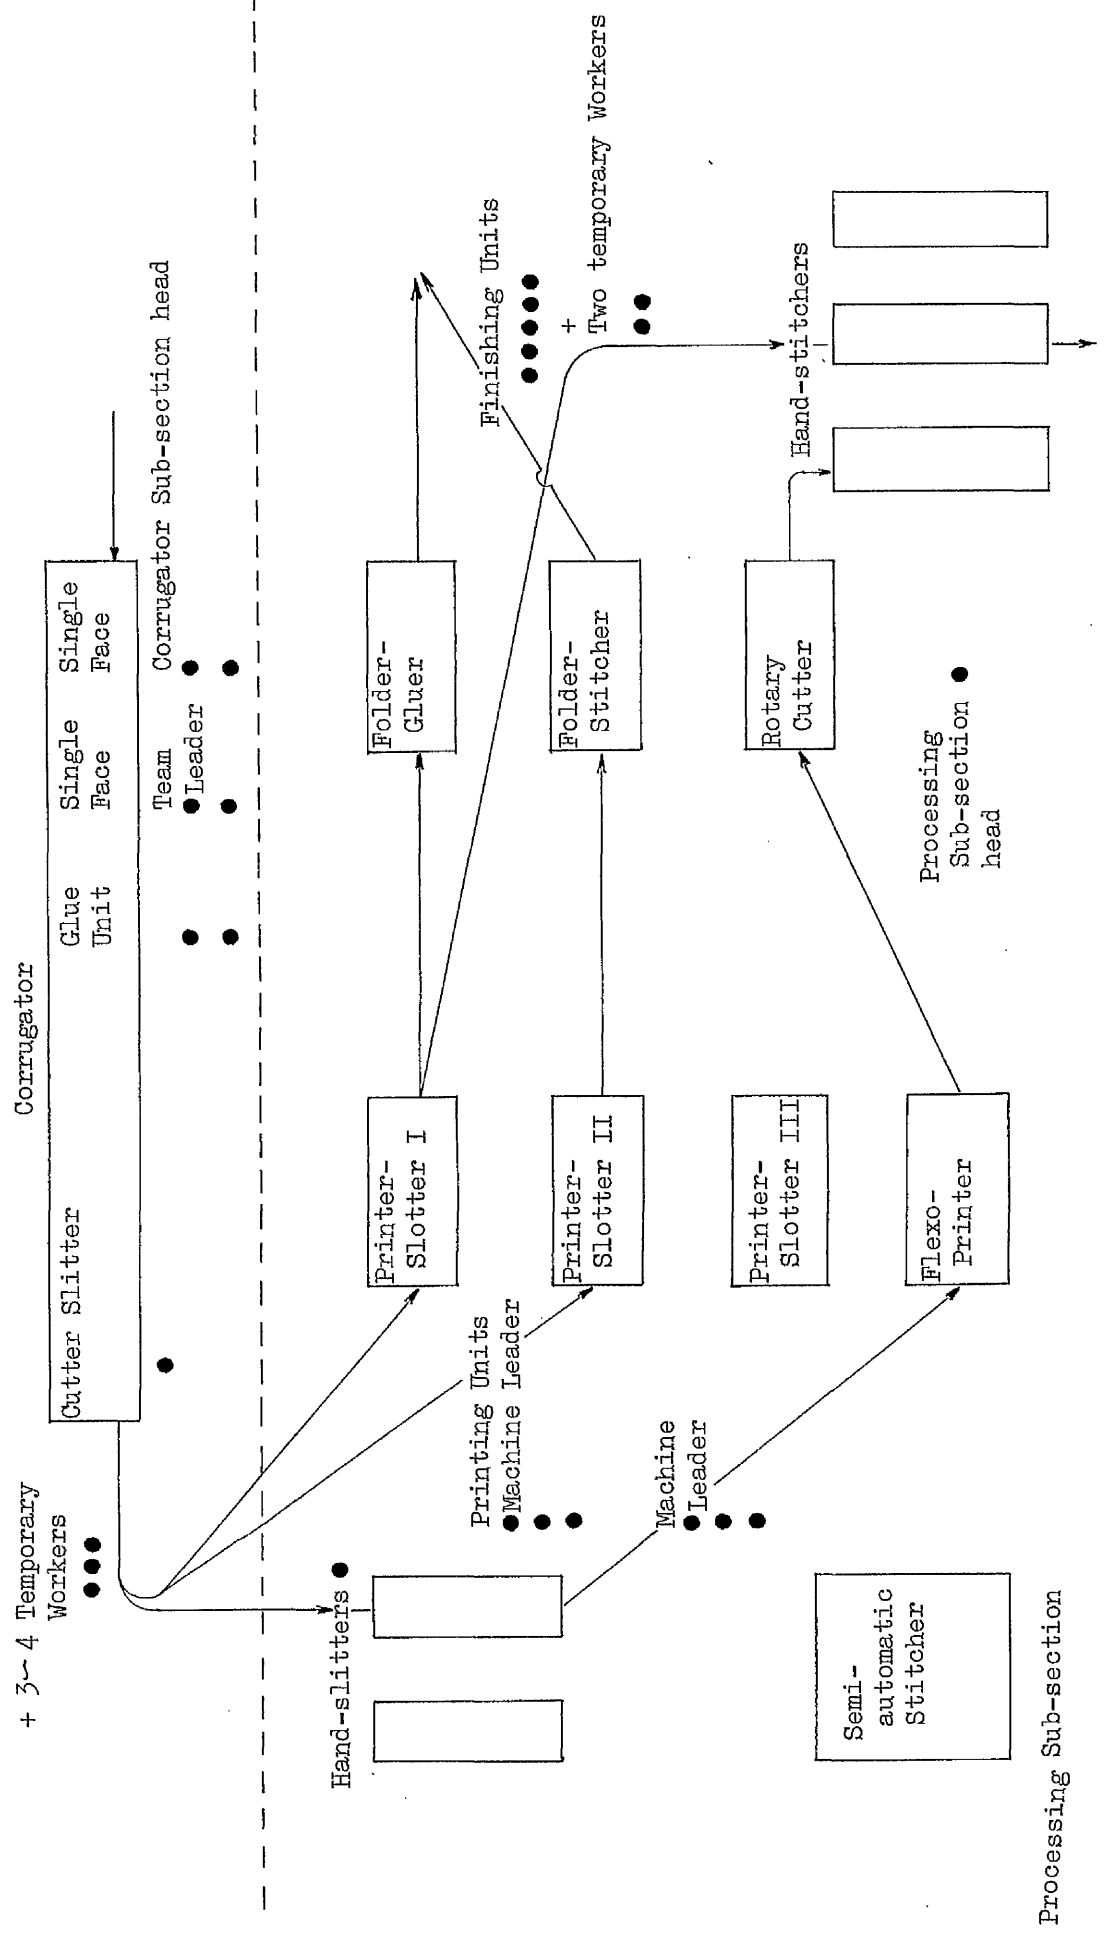 Corrugator
+ 3~4 Temporary
Workers
Cutter Slitter
Glue
Unit
Single
Face
Single
Face
Team
Leader
Corrugator Sub-section head
Hand-slitters
Printing Units
Machine Leader
Machine
Leader
Printer-
Slotter I
Printer-
Slotter II
Printer-
Slotter III
Flexo-
Printer
Folder-
Gluer
Folder-
Stitcher
Rotary
Cutter
Finishing Units
+
Two temporary Workers
Hand-stitchers
Processing
Sub-section
head
Semi-
automatic
Stitcher
Processing Sub-section